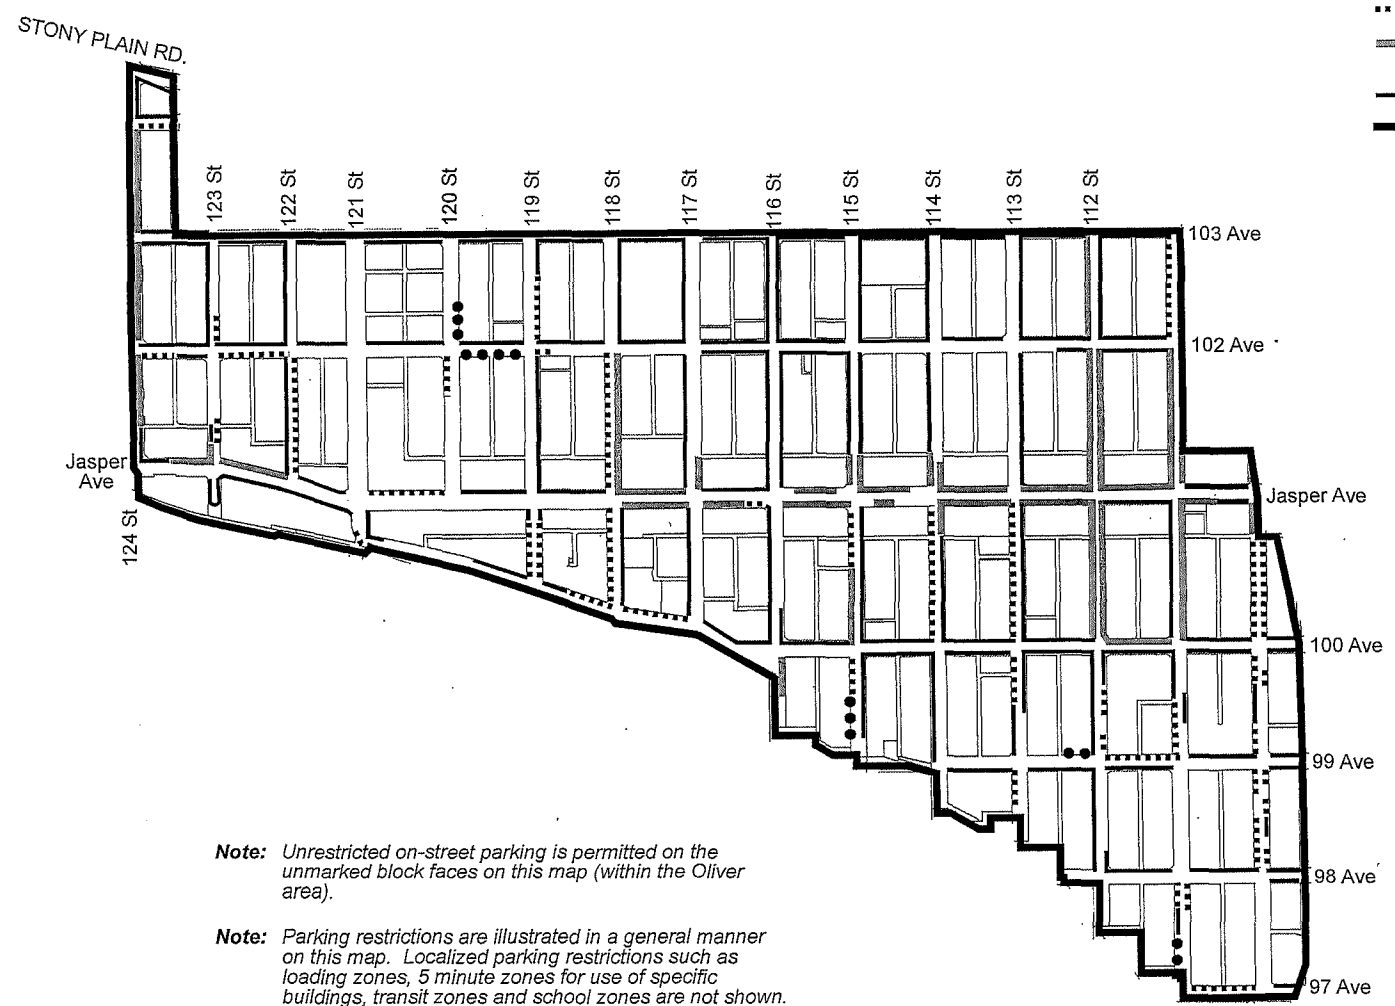 STONY PLAIN RD.
123 St
122 St
121 St
120 St
119 St
118 St
117 St
116 St
115 St
114 St
113 St
112 St
103 Ave
102 Ave
Jasper
Ave
Jasper Ave
124 St
100 Ave
99 Ave
98 Ave
97 Ave
Note: Unrestricted on-street parking is permitted on the
unmarked block faces on this map (within the Oliver
area).
Note: Parking restrictions are illustrated in a general manner
on this map. Localized parking restrictions such as
loading zones, 5 minute zones for use of specific
buildings, transit zones and school zones are not shown.